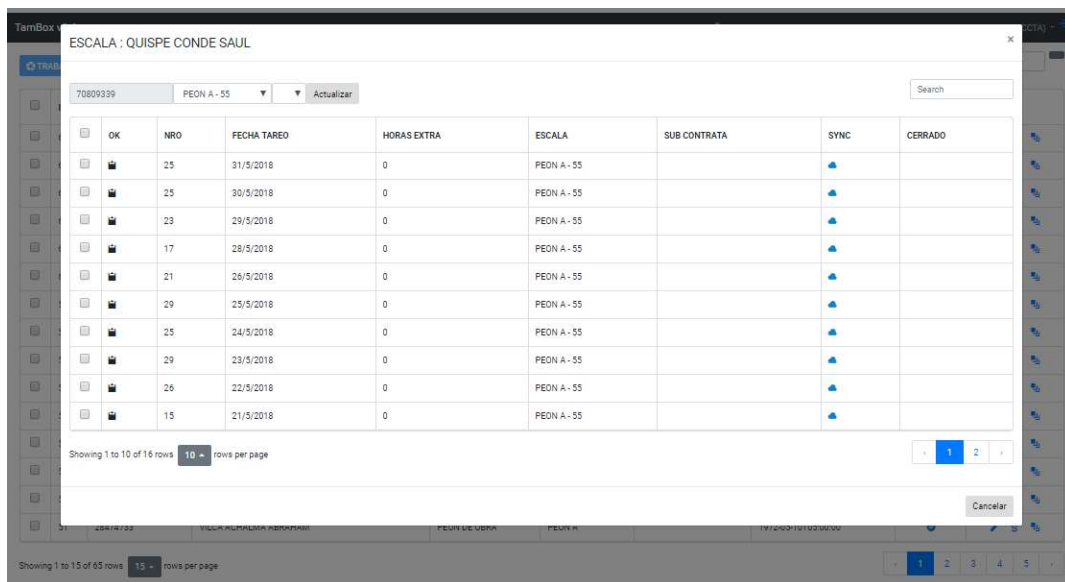 TamBox
ESCALA : QUISPE CONDE SAUL ×
70809339 PEON A - 55 Actualizar Search
OK NRO FECHA TAREO HORAS EXTRA ESCALA SUB CONTRATA SYNC CERRADO
25 31/5/2018 0 PEON A - 55
25 30/5/2018 0 PEON A - 55
23 29/5/2018 0 PEON A - 55
17 28/5/2018 0 PEON A - 55
21 26/5/2018 0 PEON A - 55
29 25/5/2018 0 PEON A - 55
25 24/5/2018 0 PEON A - 55
29 23/5/2018 0 PEON A - 55
26 22/5/2018 0 PEON A - 55
15 21/5/2018 0 PEON A - 55
Showing 1 to 10 of 16 rows 10 rows per page ‹ 1 2 ›
Cancelar
VILCA ACHALMA ABRAHAM PEON DE OBRA PEON A
Showing 1 to 15 of 65 rows 15 rows per page ‹ 1 2 3 4 5 ›